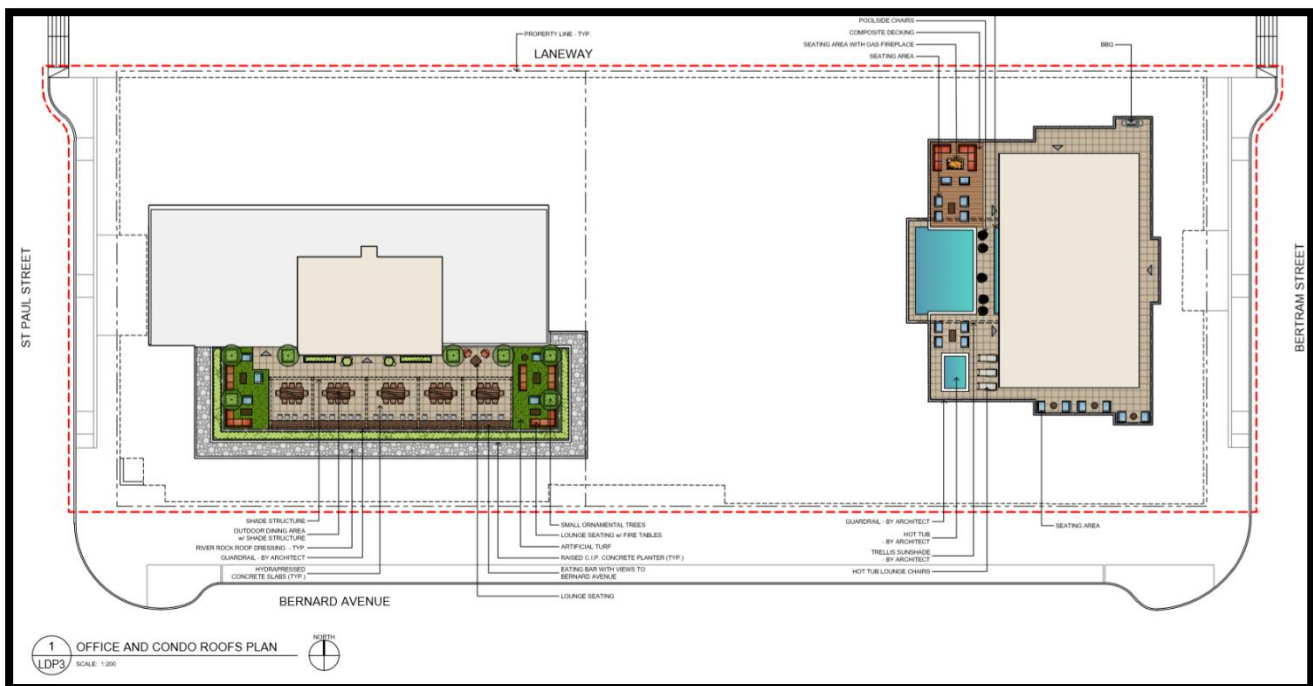 POOLSIDE CHAIRS
PROPERTY LINE - TYP.
COMPOSITE DECKING
LANEWAY
SEATING AREA WITH GAS FIREPLACE
BBQ
SEATING AREA
ST PAUL STREET
BERTRAM STREET
SHADE STRUCTURE
OUTDOOR DINING AREA
w/ SHADE STRUCTURE
RIVER ROCK ROOF DRESSING - TYP.
GUARDRAIL - BY ARCHITECT
HYDRAPRESSED
CONCRETE SLABS (TYP.)
SMALL ORNAMENTAL TREES
LOUNGE SEATING w/ FIRE TABLES
ARTIFICIAL TURF
RAISED C.I.P. CONCRETE PLANTER (TYP.)
EATING BAR WITH VIEWS TO
BERNARD AVENUE
LOUNGE SEATING
GUARDRAIL - BY ARCHITECT
HOT TUB
- BY ARCHITECT
TRELLIS SUNSHADE
- BY ARCHITECT
HOT TUB LOUNGE CHAIRS
SEATING AREA
BERNARD AVENUE
1
LDP3
OFFICE AND CONDO ROOFS PLAN
SCALE: 1:200
NORTH